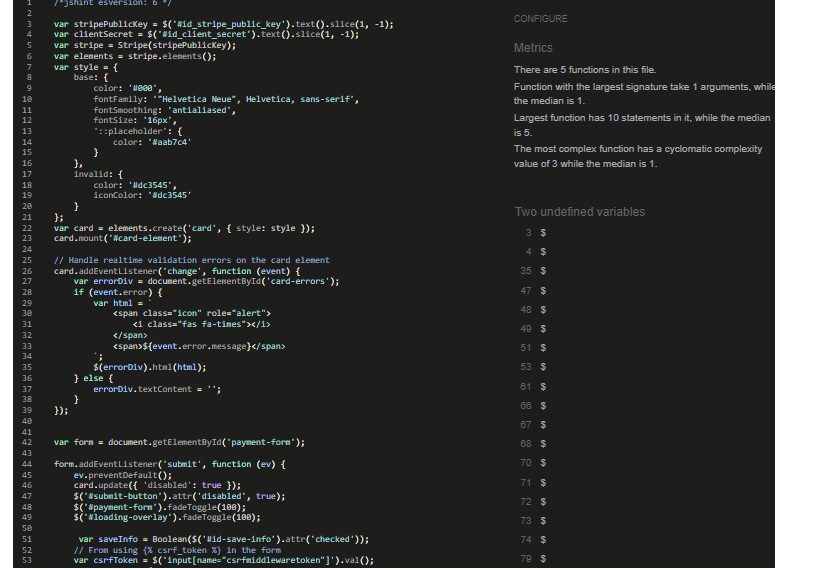 1 /*jshint esversion: 6 */
2
3 var stripePublicKey = $('#id_stripe_public_key').text().slice(1, -1);
4 var clientSecret = $('#id_client_secret').text().slice(1, -1);
5 var stripe = Stripe(stripePublicKey);
6 var elements = stripe.elements();
7 var style = {
8 base: {
9 color: '#000',
10 fontFamily: '"Helvetica Neue", Helvetica, sans-serif',
11 fontSmoothing: 'antialiased',
12 fontSize: '16px',
13 '::placeholder': {
14 color: '#aab7c4'
15 }
16 },
17 invalid: {
18 color: '#dc3545',
19 iconColor: '#dc3545'
20 }
21 };
22 var card = elements.create('card', { style: style });
23 card.mount('#card-element');
24
25 // Handle realtime validation errors on the card element
26 card.addEventListener('change', function (event) {
27 var errorDiv = document.getElementById('card-errors');
28 if (event.error) {
29 var html = `
30 <span class="icon" role="alert">
31 <i class="fas fa-times"></i>
32 </span>
33 <span>${event.error.message}</span>
34 `;
35 $(errorDiv).html(html);
36 } else {
37 errorDiv.textContent = '';
38 }
39 });
40
41
42 var form = document.getElementById('payment-form');
43
44 form.addEventListener('submit', function (ev) {
45 ev.preventDefault();
46 card.update({ 'disabled': true });
47 $('#submit-button').attr('disabled', true);
48 $('#payment-form').fadeToggle(100);
49 $('#loading-overlay').fadeToggle(100);
50
51 var saveInfo = Boolean($('#id-save-info').attr('checked'));
52 // From using {% csrf_token %} in the form
53 var csrfToken = $('input[name="csrfmiddlewaretoken"]').val();
CONFIGURE
Metrics
There are 5 functions in this file.
Function with the largest signature take 1 arguments, while
the median is 1.
Largest function has 10 statements in it, while the median
is 5.
The most complex function has a cyclomatic complexity
value of 3 while the median is 1.
Two undefined variables
3 $
4 $
35 $
47 $
48 $
49 $
51 $
53 $
61 $
66 $
67 $
68 $
70 $
71 $
72 $
73 $
74 $
79 $